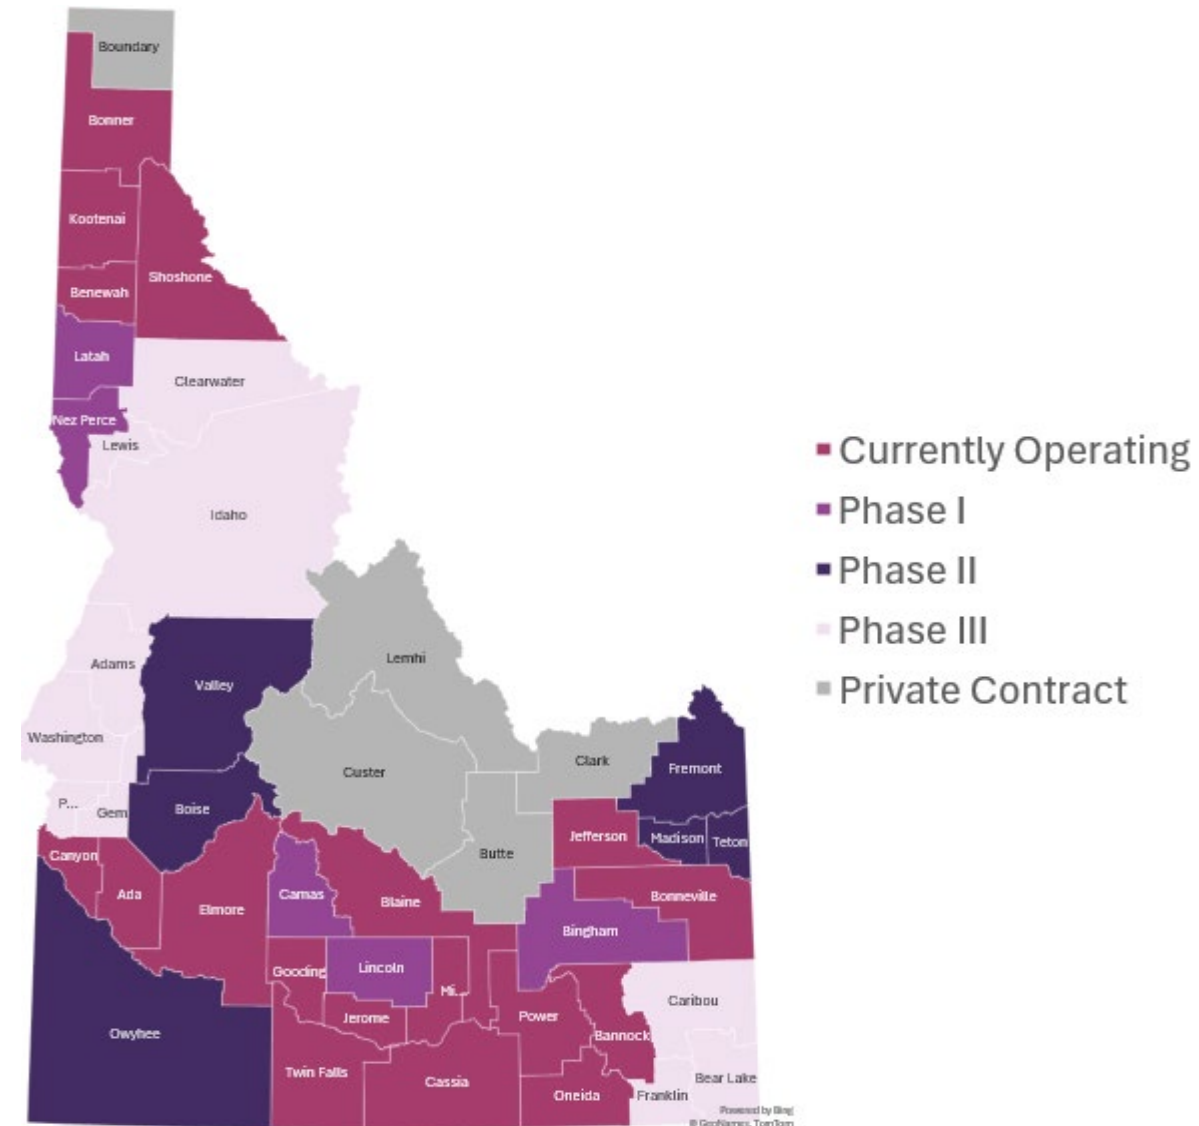 Boundary
Bonner
Kootenai
Shoshone
Benewah
Latah
Clearwater
Nez Perce
Lewis
Idaho
Adams
Lemhi
Valley
Washington
Custer
Clark
Fremont
P...
Gem
Boise
Jefferson
Madison
Teton
Canyon
Butte
Ada
Elmore
Camas
Blaine
Bonneville
Bingham
Gooding
Lincoln
Mi...
Caribou
Jerome
Power
Owyhee
Bannock
Twin Falls
Cassia
Oneida
Franklin
Bear Lake
Powered by Bing
© GeoNames, TomTom
Currently Operating
Phase I
Phase II
Phase III
Private Contract